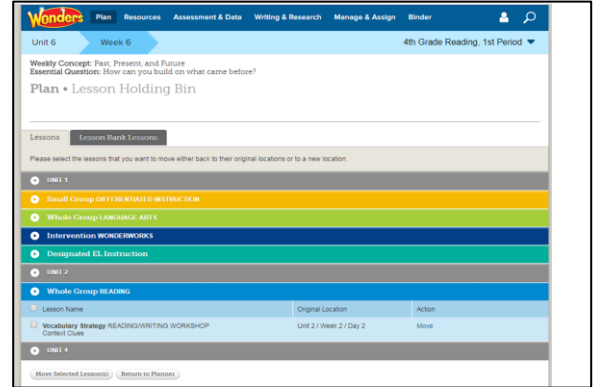 Wonders Plan Resources Assessment & Data Writing & Research Manage & Assign Binder
Unit 6 Week 6 4th Grade Reading, 1st Period
Weekly Concept: Past, Present, and Future
Essential Question: How can you build on what came before?
Plan • Lesson Holding Bin
Lessons Lesson Bank Lessons
Please select the lessons that you want to move either back to their original locations or to a new location.
UNIT 1
Small Group DIFFERENTIATED INSTRUCTION
Whole Group LANGUAGE ARTS
Intervention WONDERWORKS
Designated EL Instruction
UNIT 2
Whole Group READING
Lesson Name Original Location Action
Vocabulary Strategy READING/WRITING WORKSHOP Unit 2 / Week 2 / Day 2 Move
Context Clues
UNIT 4
Move Selected Lesson(s) Return to Planner